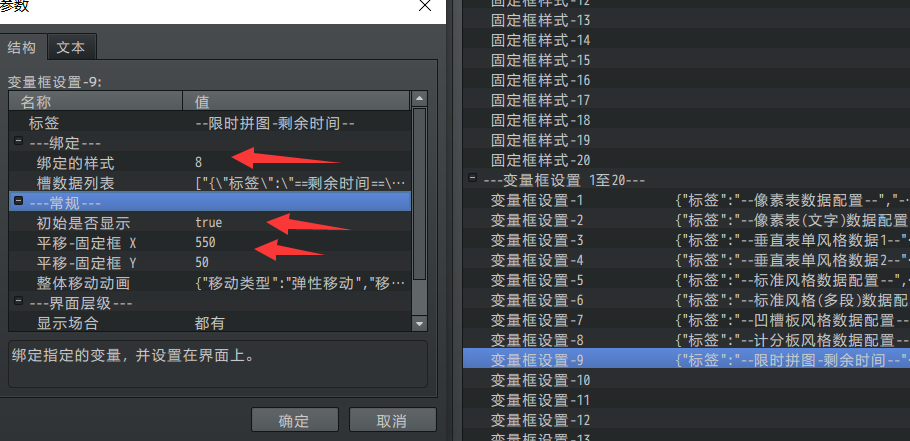 参数
结构 文本
变量框设置-9:
名称 值
标签 --限时拼图-剩余时间--
---绑定---
绑定的样式 8
槽数据列表 ["{\"标签\":\"==剩余时间==\…
---常规---
初始是否显示 true
平移-固定框 X 550
平移-固定框 Y 50
整体移动动画 {"移动类型":"弹性移动","移…
---界面层级---
显示场合 都有
绑定指定的变量, 并设置在界面上。
确定 取消
固定框样式-12
固定框样式-13
固定框样式-14
固定框样式-15
固定框样式-16
固定框样式-17
固定框样式-18
固定框样式-19
固定框样式-20
---变量框设置 1至20---
变量框设置-1 {"标签":"--像素表数据配置--","-
变量框设置-2 {"标签":"--像素表(文字)数据配置
变量框设置-3 {"标签":"--垂直表单风格数据1--"
变量框设置-4 {"标签":"--垂直表单风格数据2--"
变量框设置-5 {"标签":"--标准风格数据配置--",
变量框设置-6 {"标签":"--标准风格(多段)数据配
变量框设置-7 {"标签":"--凹槽板风格数据配置--
变量框设置-8 {"标签":"--计分板风格数据配置--
变量框设置-9 {"标签":"--限时拼图-剩余时间--"
变量框设置-10
变量框设置-11
变量框设置-12
变量框设置-13